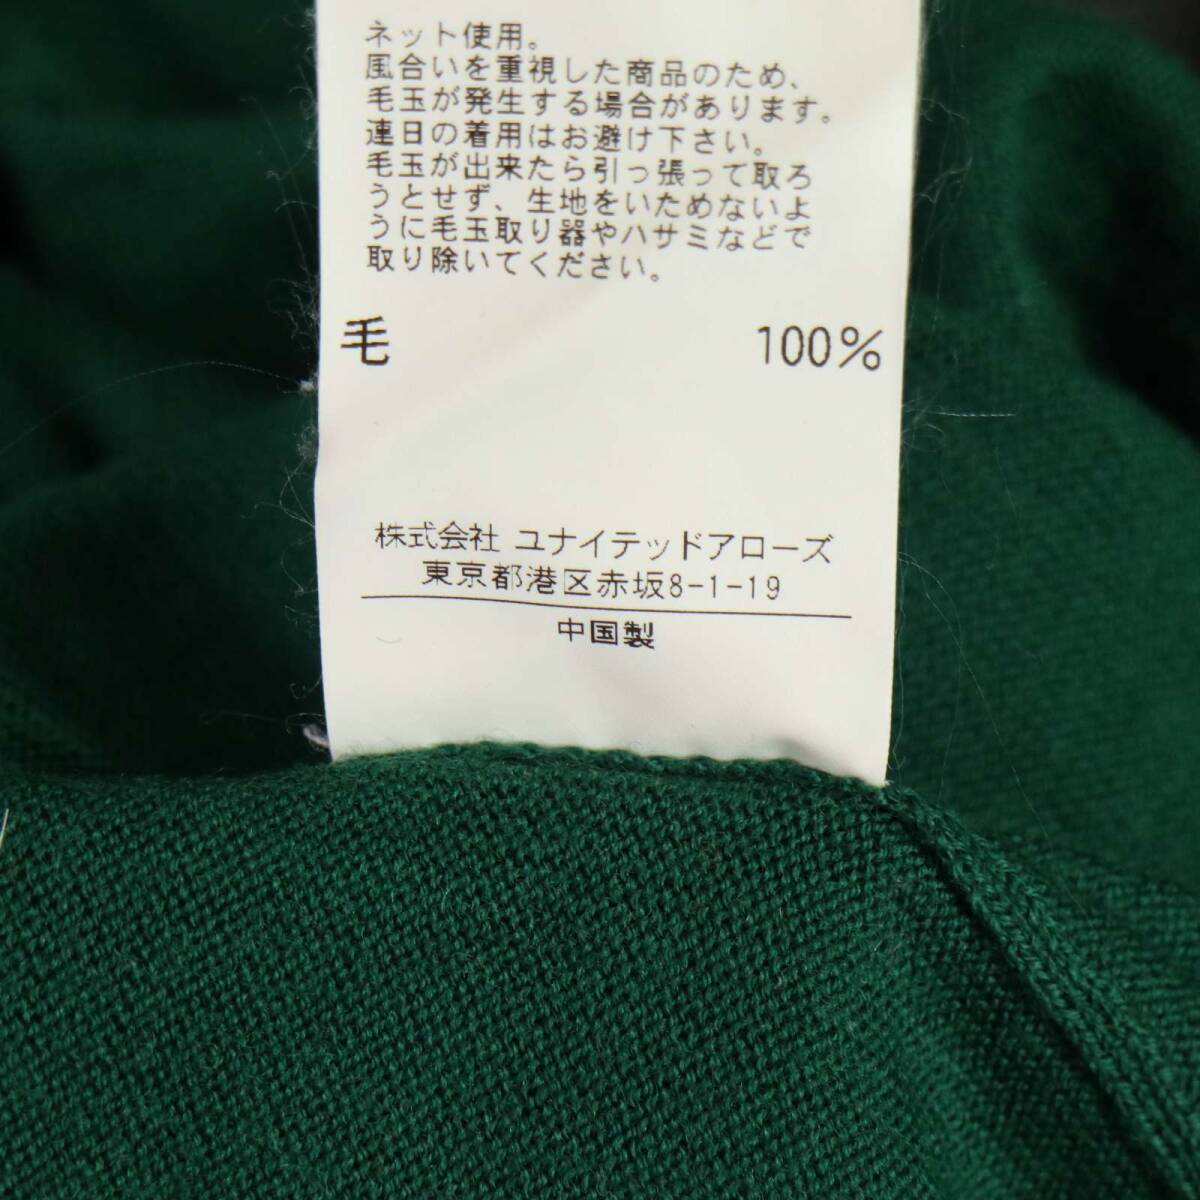 ネット使用。
風合いを重視した商品のため、
毛玉が発生する場合があります。
連日の着用はお避け下さい。
毛玉が出来たら引っ張って取ろ
うとせず、生地をいためないよ
うに毛玉取り器やハサミなどで
取り除いてください。
毛 100%
株式会社 ユナイテッドアローズ
東京都港区赤坂8-1-19
中国製